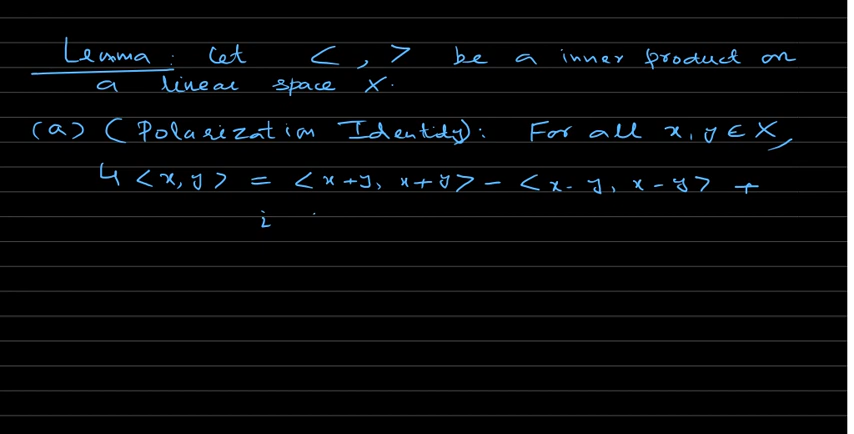 Lemma: Let < , > be a inner product on
a linear space X.
(a) (Polarization Identity): For all x, y ∈ X,
4 <x, y> = <x+y, x+y> - <x-y, x-y> +
i